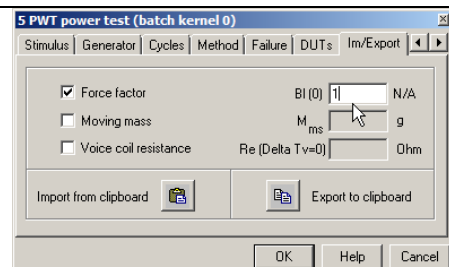 5 PWT power test (batch kernel 0)
Stimulus Generator Cycles Method Failure DUTs Im/Export
Force factor Bl (0) 1 N/A
Moving mass Mms g
Voice coil resistance Re (Delta Tv=0) Ohm
Import from clipboard Export to clipboard
OK Help Cancel